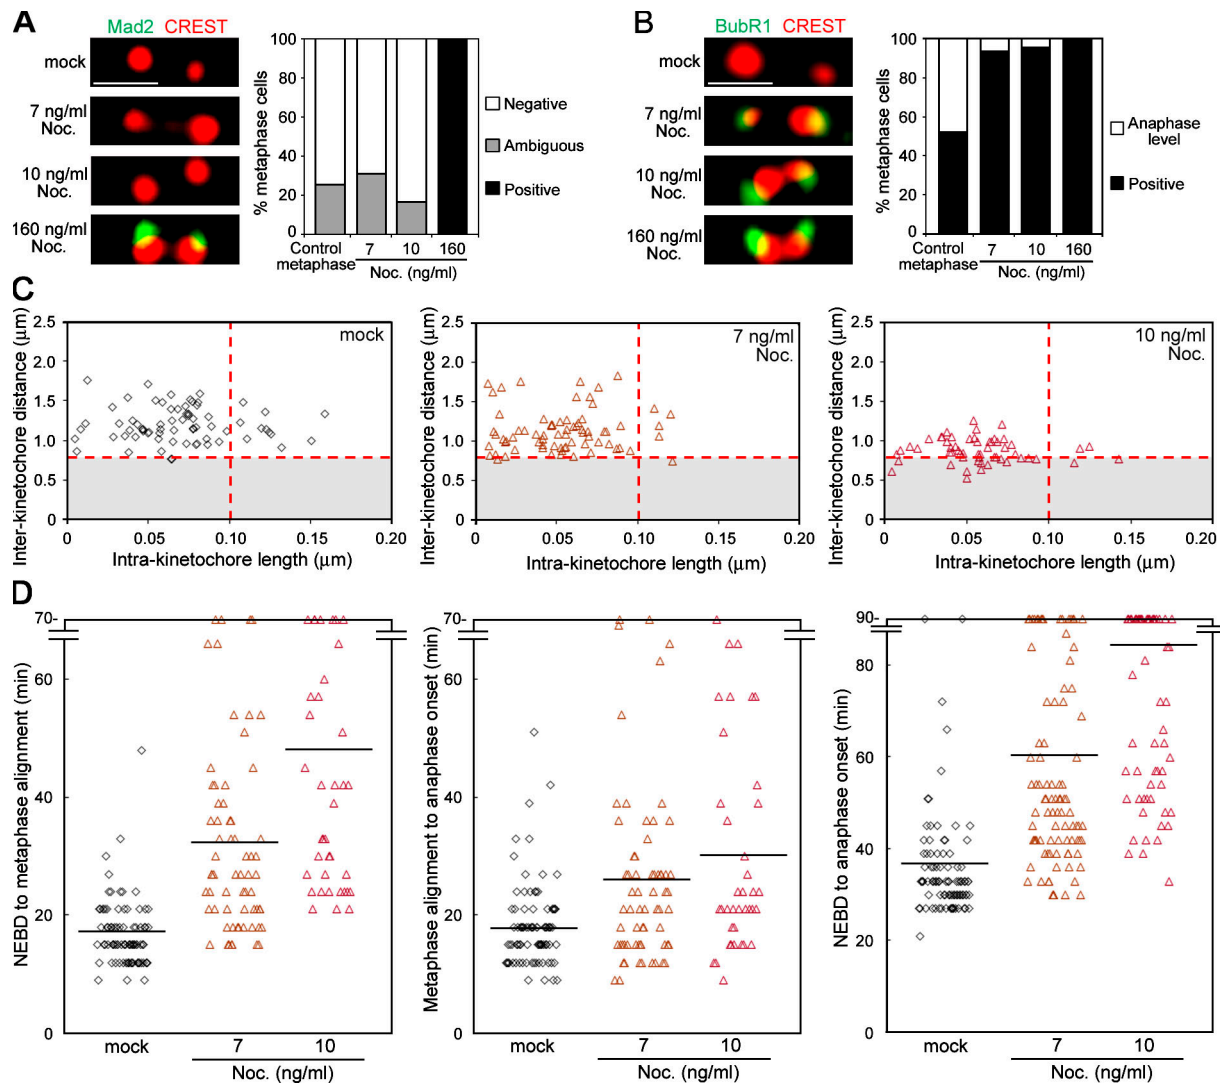 A
Mad2 CREST
mock
7 ng/ml
Noc.
10 ng/ml
Noc.
160 ng/ml
Noc.
% metaphase cells
100
80
60
40
20
0
Control
metaphase
7 10 160
Noc. (ng/ml)
Negative
Ambiguous
Positive
B
BubR1 CREST
mock
7 ng/ml
Noc.
10 ng/ml
Noc.
160 ng/ml
Noc.
% metaphase cells
100
80
60
40
20
0
Control
metaphase
7 10 160
Noc. (ng/ml)
Anaphase
level
Positive
C
Inter-kinetochore distance (μm)
2.5
2.0
1.5
1.0
0.5
0
mock
0 0.05 0.10 0.15 0.20
Intra-kinetochore length (μm)
Inter-kinetochore distance (μm)
2.5
2.0
1.5
1.0
0.5
0
7 ng/ml
Noc.
0 0.05 0.10 0.15 0.20
Intra-kinetochore length (μm)
Inter-kinetochore distance (μm)
2.5
2.0
1.5
1.0
0.5
0
10 ng/ml
Noc.
0 0.05 0.10 0.15 0.20
Intra-kinetochore length (μm)
D
NEBD to metaphase alignment (min)
70
60
40
20
0
mock 7 10
Noc. (ng/ml)
Metaphase alignment to anaphase onset (min)
70
60
40
20
0
mock 7 10
Noc. (ng/ml)
NEBD to anaphase onset (min)
90
80
60
40
20
0
mock 7 10
Noc. (ng/ml)